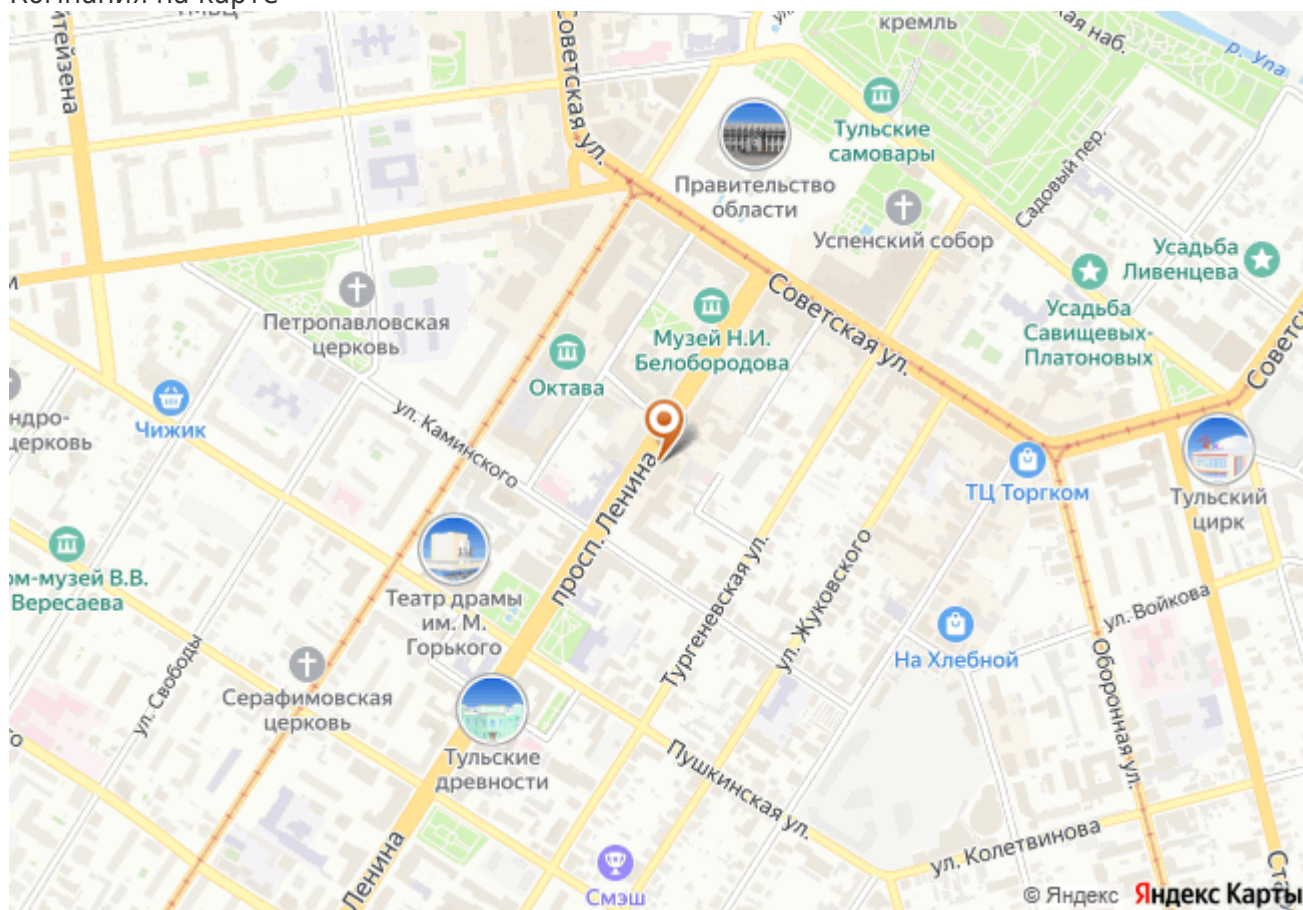 Компания на карте
Советская ул.
кремль
р. Упа
Тульские
самовары
Правительство
области
Садовый пер.
Успенский собор
Усадьба
Ливенцева
Усадьба
Савищевых-
Платоновых
Петропавловская
церковь
Музей Н.И.
Белобородова
Советская ул.
Октава
Чижик
ул. Каминского
ТЦ Торгком
Тульский
цирк
просп. Ленина
Театр драмы
им. М.
Горького
Тургеневская ул.
ул. Жуковского
ул. Войкова
На Хлебной
Оборонная ул.
ул. Свободы
Серафимовская
церковь
Тульские
древности
Пушкинская ул.
ул. Колетвинова
Ленина
Смэш
© Яндекс Яндекс Карты